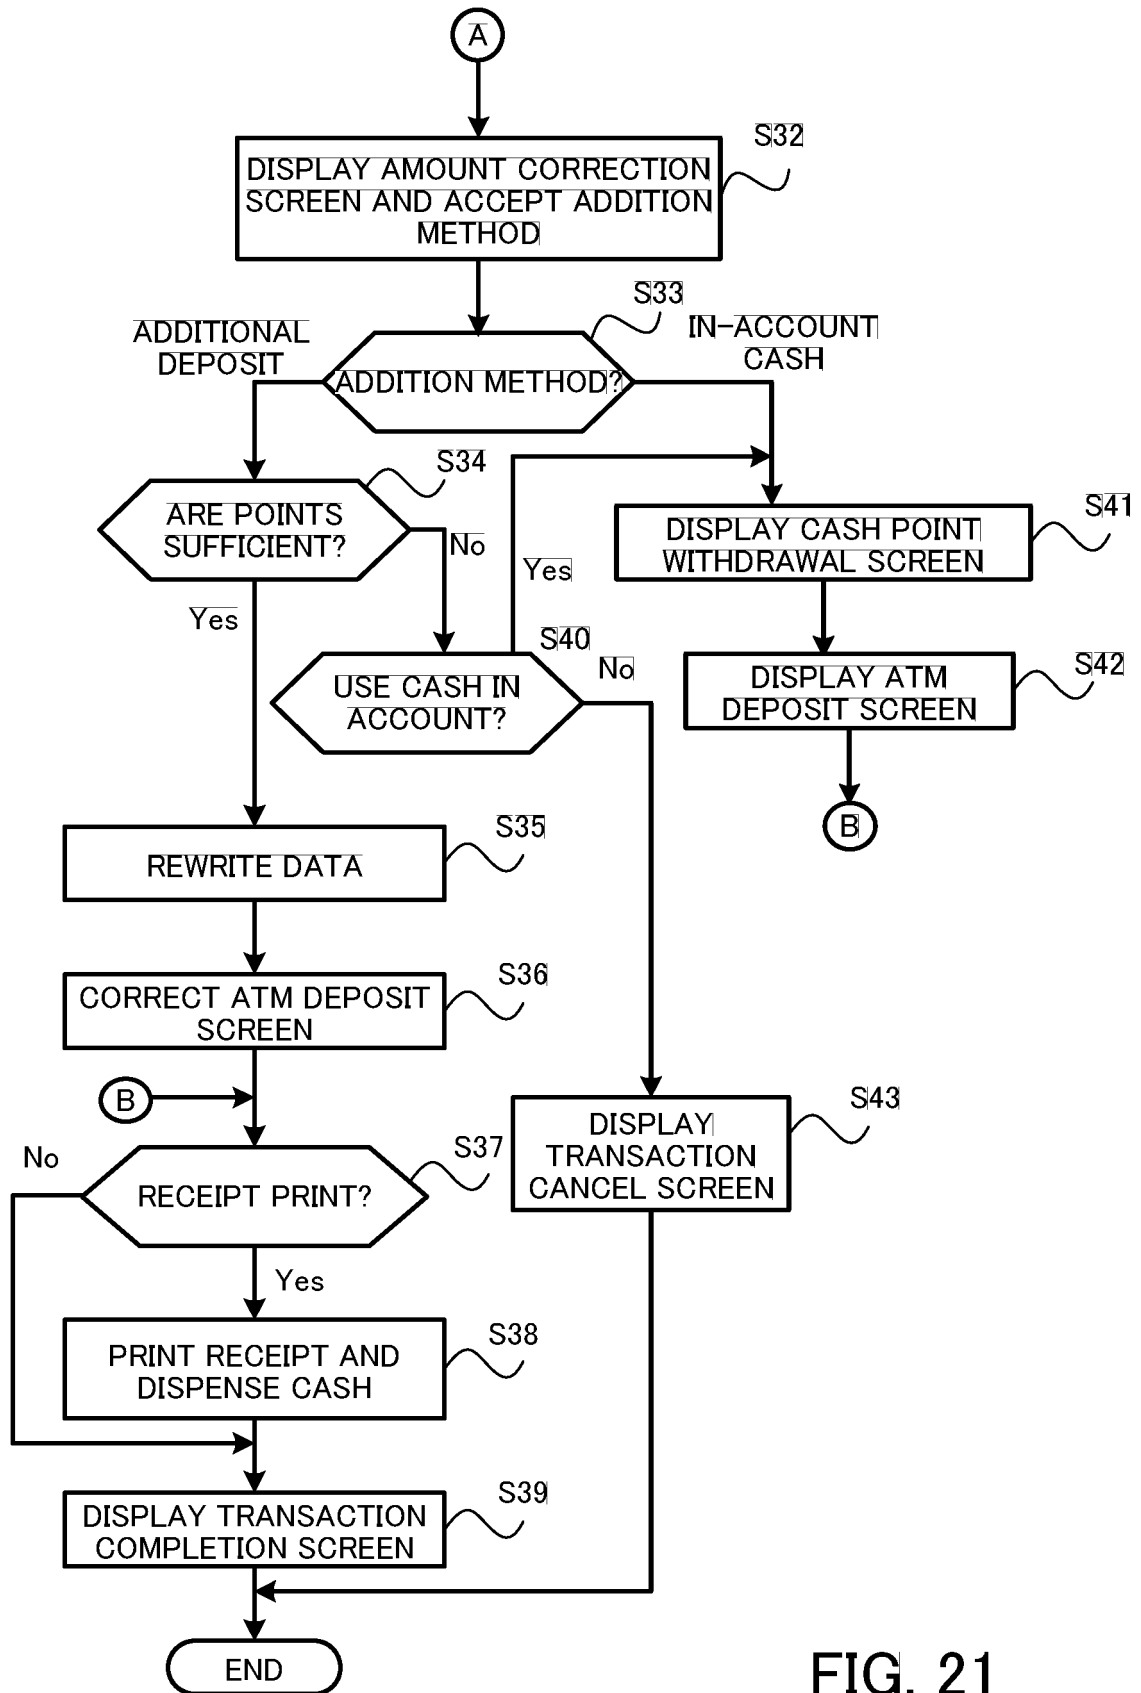 A
S32
DISPLAY AMOUNT CORRECTION
SCREEN AND ACCEPT ADDITION
METHOD
S33
ADDITIONAL
DEPOSIT
IN-ACCOUNT
CASH
ADDITION METHOD?
S34
ARE POINTS
SUFFICIENT?
No
Yes
Yes
S41
DISPLAY CASH POINT
WITHDRAWAL SCREEN
S40
No
USE CASH IN
ACCOUNT?
S42
DISPLAY ATM
DEPOSIT SCREEN
B
S35
REWRITE DATA
S36
CORRECT ATM DEPOSIT
SCREEN
B
S43
DISPLAY
TRANSACTION
CANCEL SCREEN
No
S37
RECEIPT PRINT?
Yes
S38
PRINT RECEIPT AND
DISPENSE CASH
S39
DISPLAY TRANSACTION
COMPLETION SCREEN
END
FIG. 21